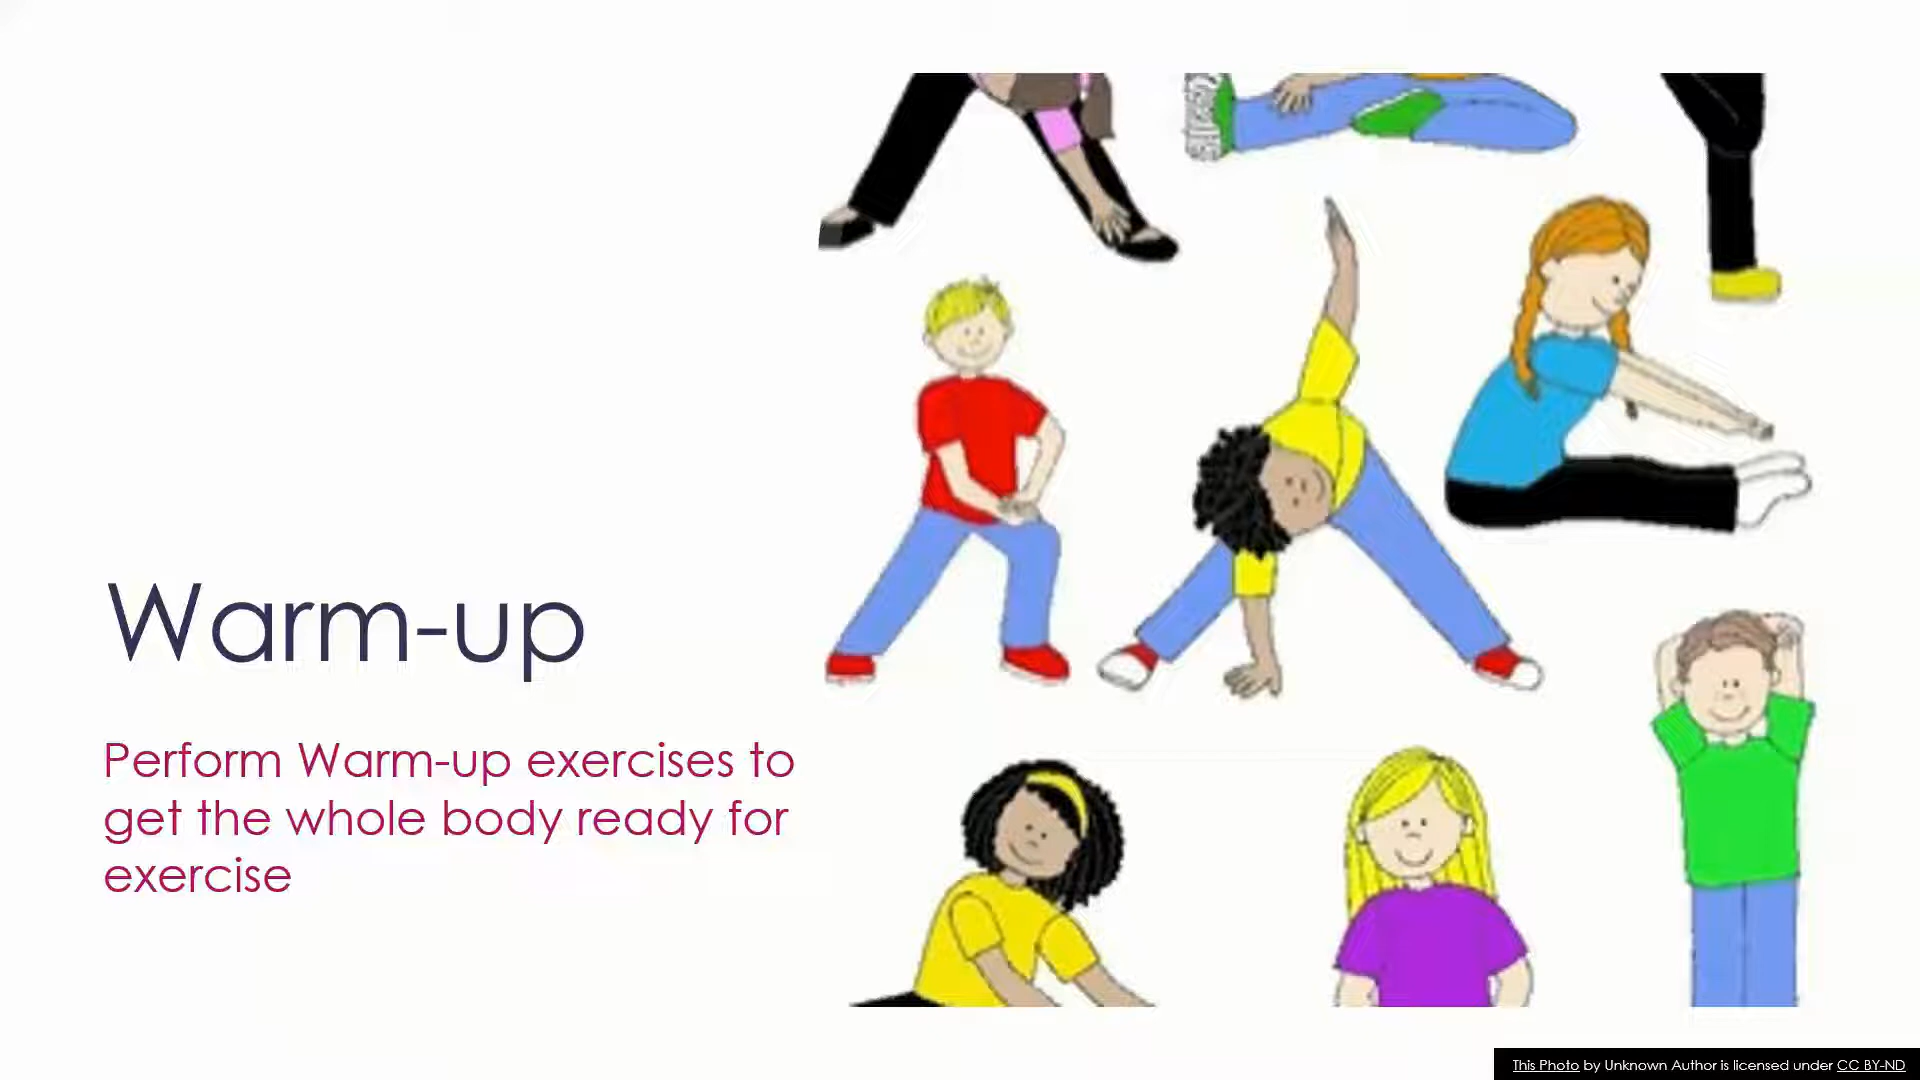 Warm-up
Perform Warm-up exercises to
get the whole body ready for
exercise
This Photo by Unknown Author is licensed under CC BY-ND